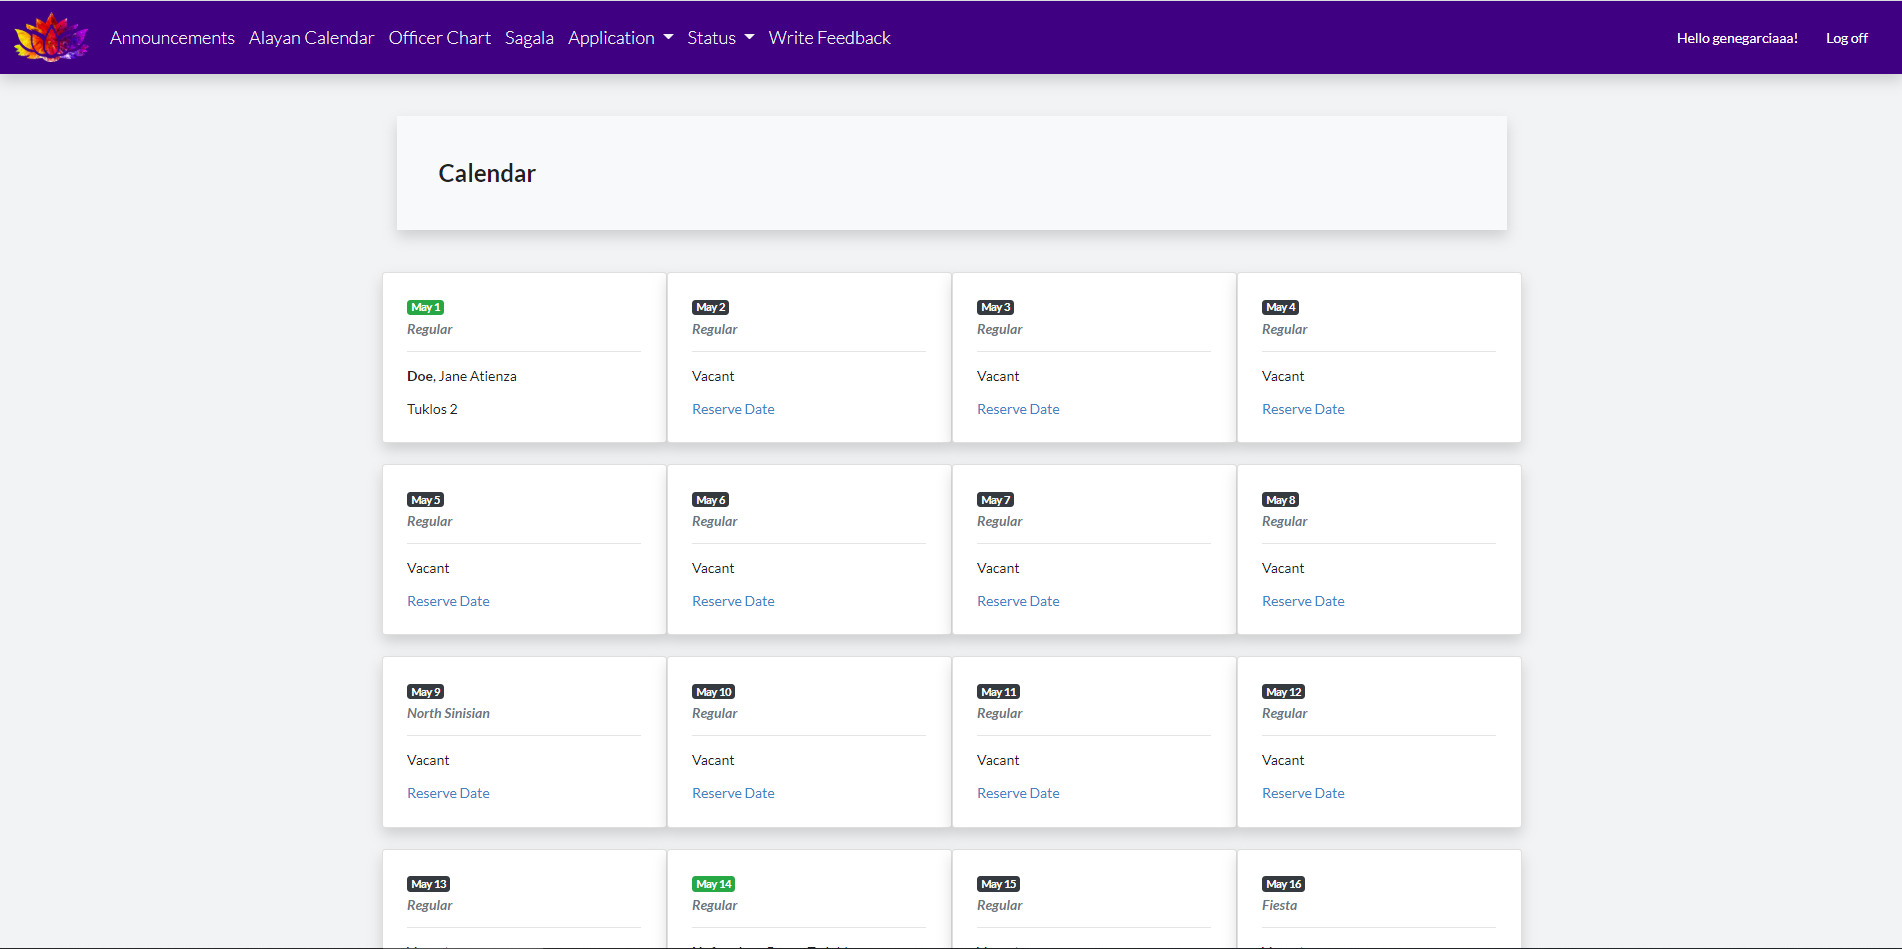 Announcements Alayan Calendar Officer Chart Sagala Application Status Write Feedback Hello genegarciaaa! Log off
Calendar
May 1 May 2 May 3 May 4
Regular Regular Regular Regular
Doe, Jane Atienza Vacant Vacant Vacant
Tuklos 2 Reserve Date Reserve Date Reserve Date
May 5 May 6 May 7 May 8
Regular Regular Regular Regular
Vacant Vacant Vacant Vacant
Reserve Date Reserve Date Reserve Date Reserve Date
May 9 May 10 May 11 May 12
North Sinisian Regular Regular Regular
Vacant Vacant Vacant Vacant
Reserve Date Reserve Date Reserve Date Reserve Date
May 13 May 14 May 15 May 16
Regular Regular Regular Fiesta